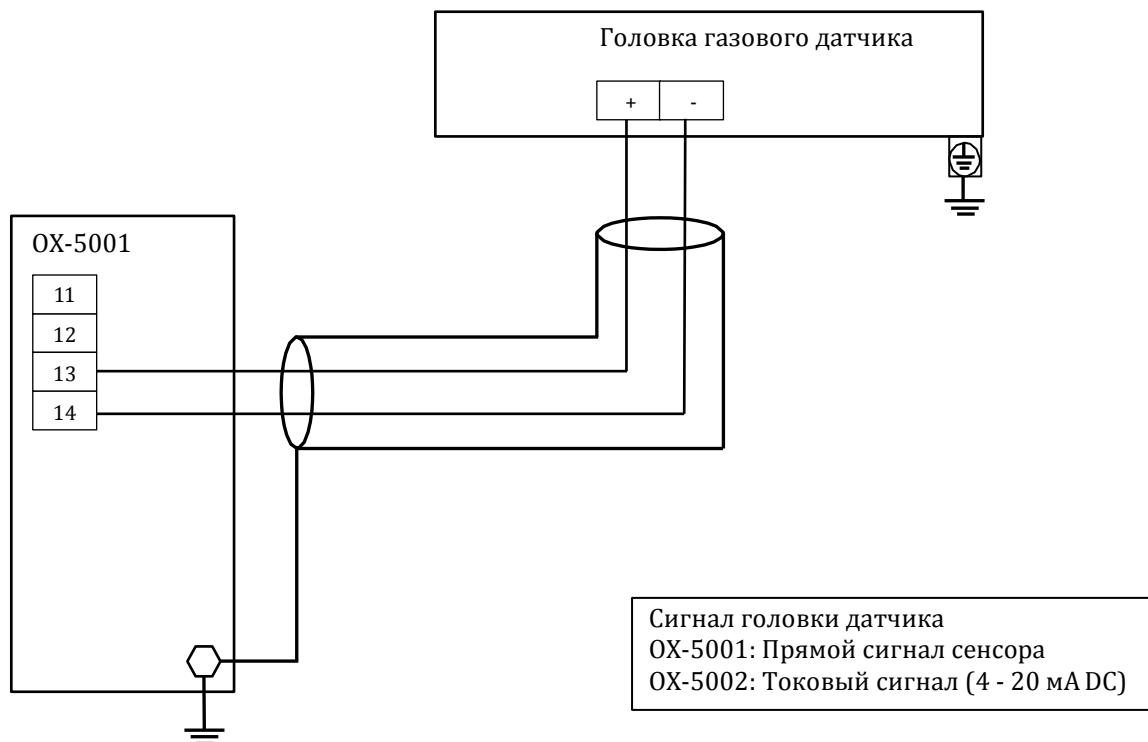 Головка газового датчика
+ -
OX-5001
11
12
13
14
Сигнал головки датчика
OX-5001: Прямой сигнал сенсора
OX-5002: Токовый сигнал (4 - 20 мА DC)